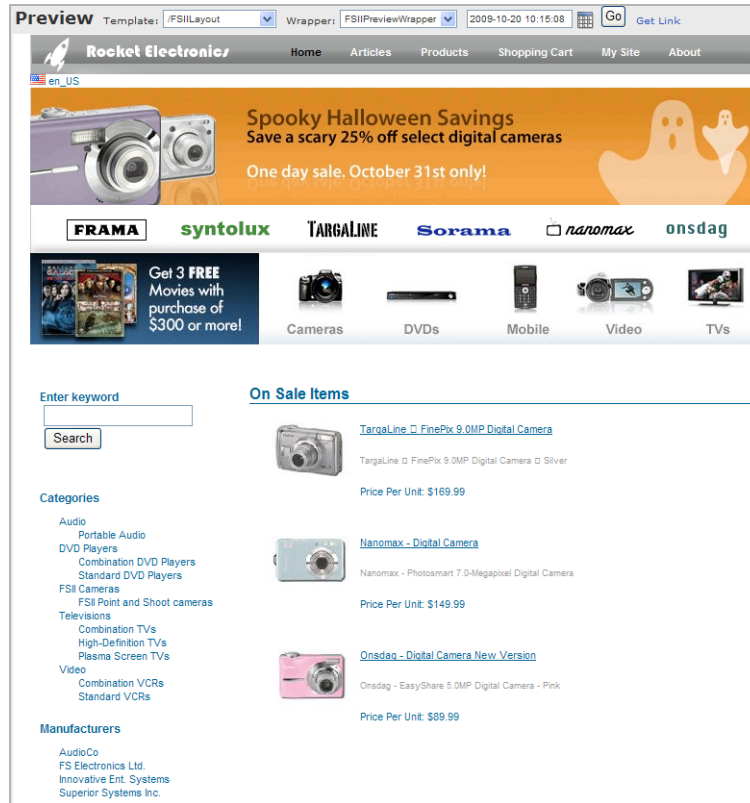 Preview Template: /FSIILayout Wrapper: FSIIPreviewWrapper 2009-10-20 10:15:08 Go Get Link
Rocket Electronics Home Articles Products Shopping Cart My Site About
en_US
Spooky Halloween Savings
Save a scary 25% off select digital cameras
One day sale. October 31st only!
FRAMA syntolux TARGALINE Sorama nanomax onsdag
Get 3 FREE
Movies with
purchase of
$300 or more!
Cameras DVDs Mobile Video TVs
Enter keyword
Search
Categories
Audio
Portable Audio
DVD Players
Combination DVD Players
Standard DVD Players
FSII Cameras
FSII Point and Shoot cameras
Televisions
Combination TVs
High-Definition TVs
Plasma Screen TVs
Video
Combination VCRs
Standard VCRs
Manufacturers
AudioCo
FS Electronics Ltd.
Innovative Ent. Systems
Superior Systems Inc.
On Sale Items
TargaLine □ FinePix 9.0MP Digital Camera
TargaLine □ FinePix 9.0MP Digital Camera □ Silver
Price Per Unit: $169.99
Nanomax - Digital Camera
Nanomax - Photosmart 7.0-Megapixel Digital Camera
Price Per Unit: $149.99
Onsdag - Digital Camera New Version
Onsdag - EasyShare 5.0MP Digital Camera - Pink
Price Per Unit: $89.99